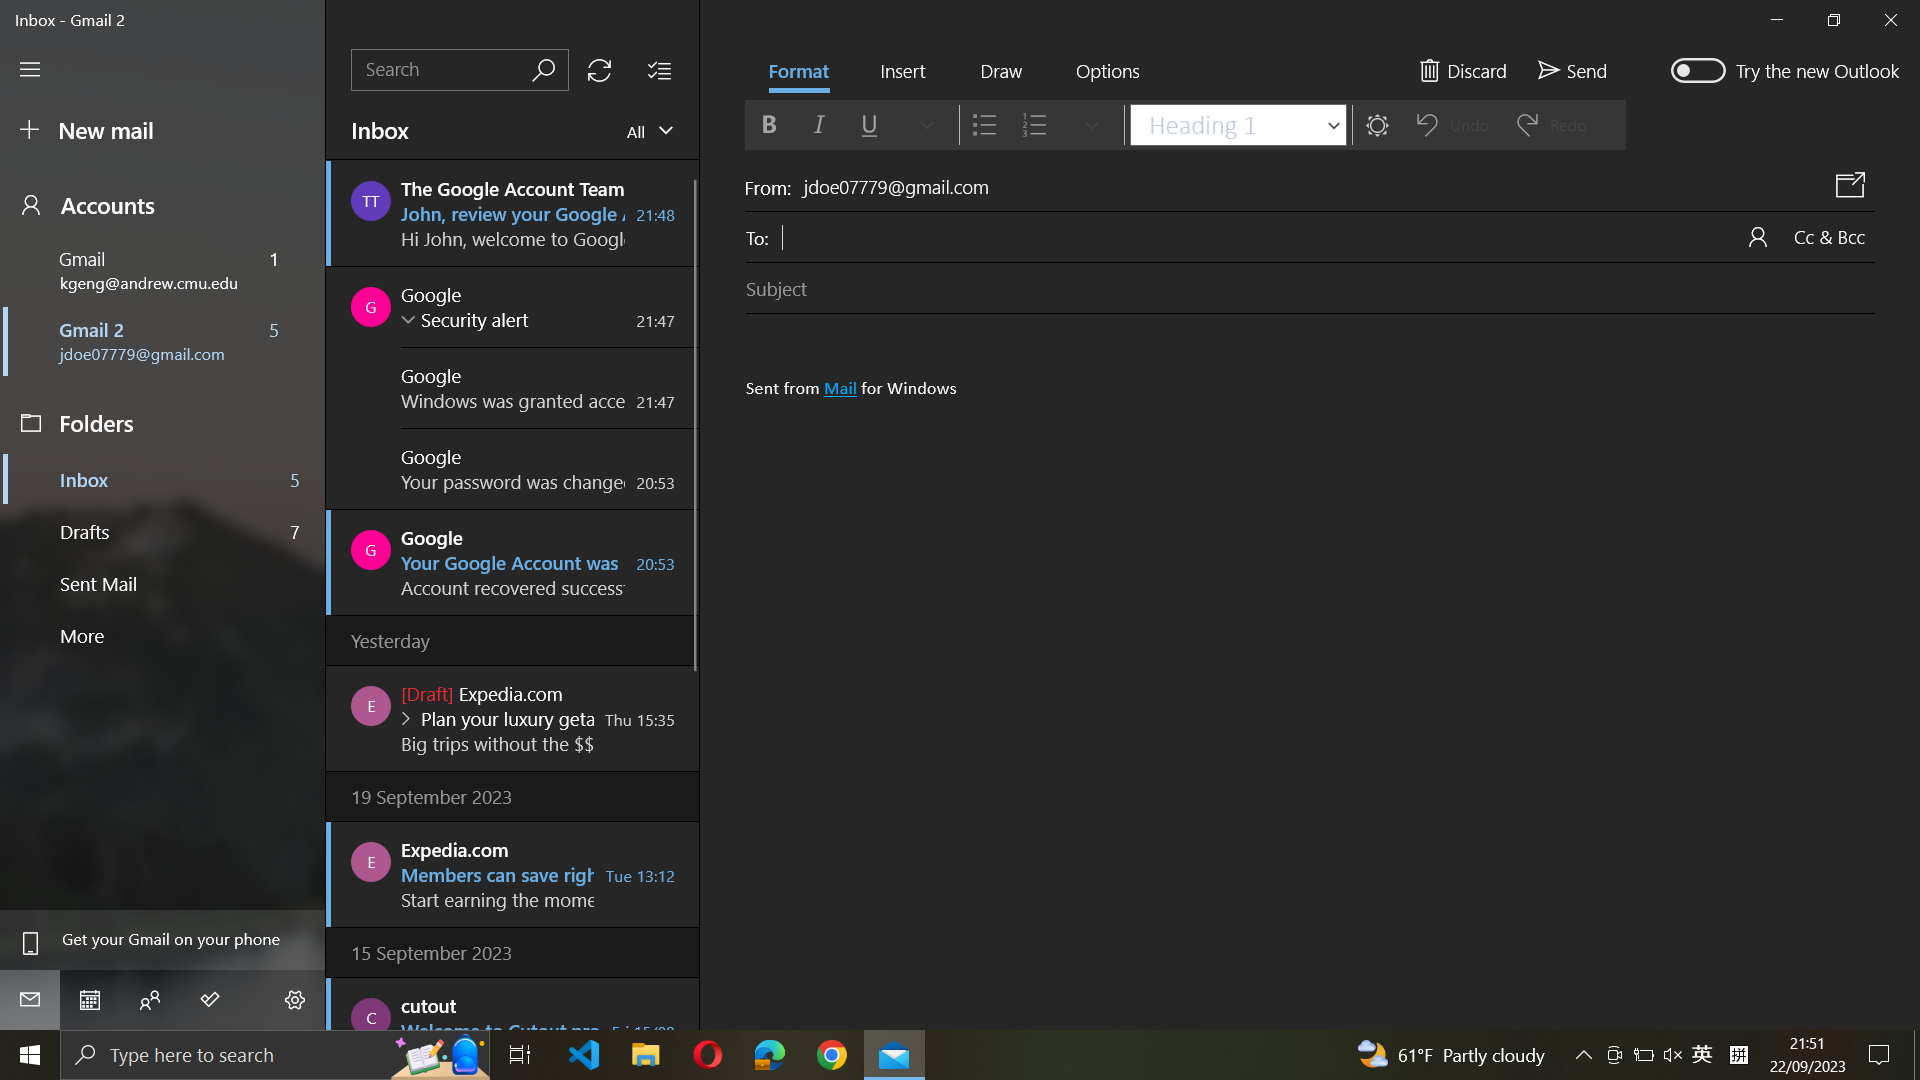 Inbox - Gmail 2
New mail
Accounts
Gmail 1
kgeng@andrew.cmu.edu
Gmail 2 5
jdoe07779@gmail.com
Folders
Inbox 5
Drafts 7
Sent Mail
More
Get your Gmail on your phone
Search
Inbox All
TT
The Google Account Team
John, review your Google 21:48
Hi John, welcome to Googl
G
Google
Security alert 21:47
Google
Windows was granted acce 21:47
Google
Your password was change 20:53
G
Google
Your Google Account was 20:53
Account recovered success
Yesterday
E
[Draft] Expedia.com
Plan your luxury geta Thu 15:35
Big trips without the $$
19 September 2023
E
Expedia.com
Members can save righ Tue 13:12
Start earning the mome
15 September 2023
C
cutout
Welcome to Cutout pro Fri 15/09
Format Insert Draw Options Discard Send Try the new Outlook
B I U Heading 1 Undo Redo
From: jdoe07779@gmail.com
To: Cc & Bcc
Subject
Sent from Mail for Windows
Type here to search
61°F Partly cloudy
英 拼
21:51
22/09/2023